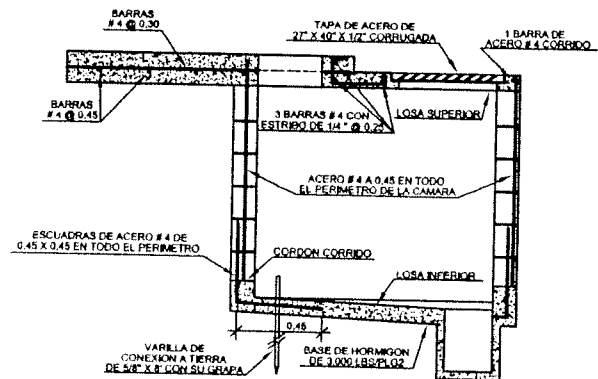 BARRAS
# 4 @ 0,30
TAPA DE ACERO DE
27" X 40" X 1/2" CORRUGADA
1 BARRA DE
ACERO # 4 CORRIDO
BARRAS
# 4 @ 0.45
3 BARRAS # 4 CON
ESTRIBO DE 1/4 " @ 0,20
LOSA SUPERIOR
ACERO # 4 A 0,45 EN TODO
EL PERIMETRO DE LA CAMARA
ESCUADRAS DE ACERO # 4 DE
0,45 X 0,45 EN TODO EL PERIMETRO
CORDON CORRIDO
LOSA INFERIOR
0,45
VARILLA DE
CONEXION A TIERRA
DE 5/8" X 8' CON SU GRAPA
BASE DE HORMIGON
DE 3,000 LBS/PLG2